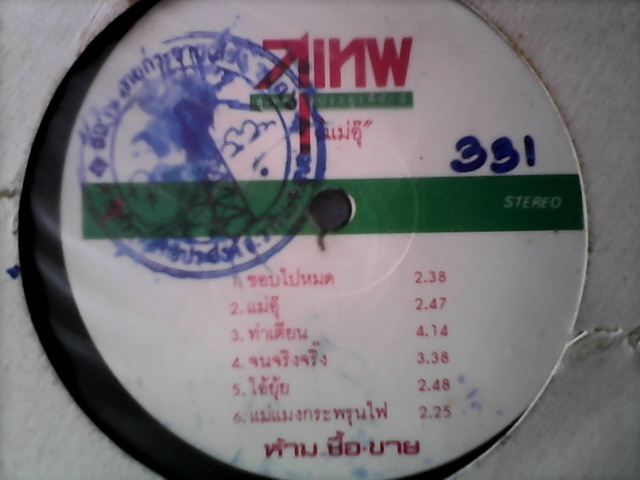 สุเทพ
"แม่อุ๊"
331
STEREO
1. ชอบไปหมด 2.38
2. แม่อุ๊ 2.47
3. ท่าเตียน 4.14
4. จนจริงจริ๊ง 3.38
5. ไอ้ยุ้ย 2.48
6. แม่แมงกะพรุนไฟ 2.25
ห้าม ซื้อ-ขาย